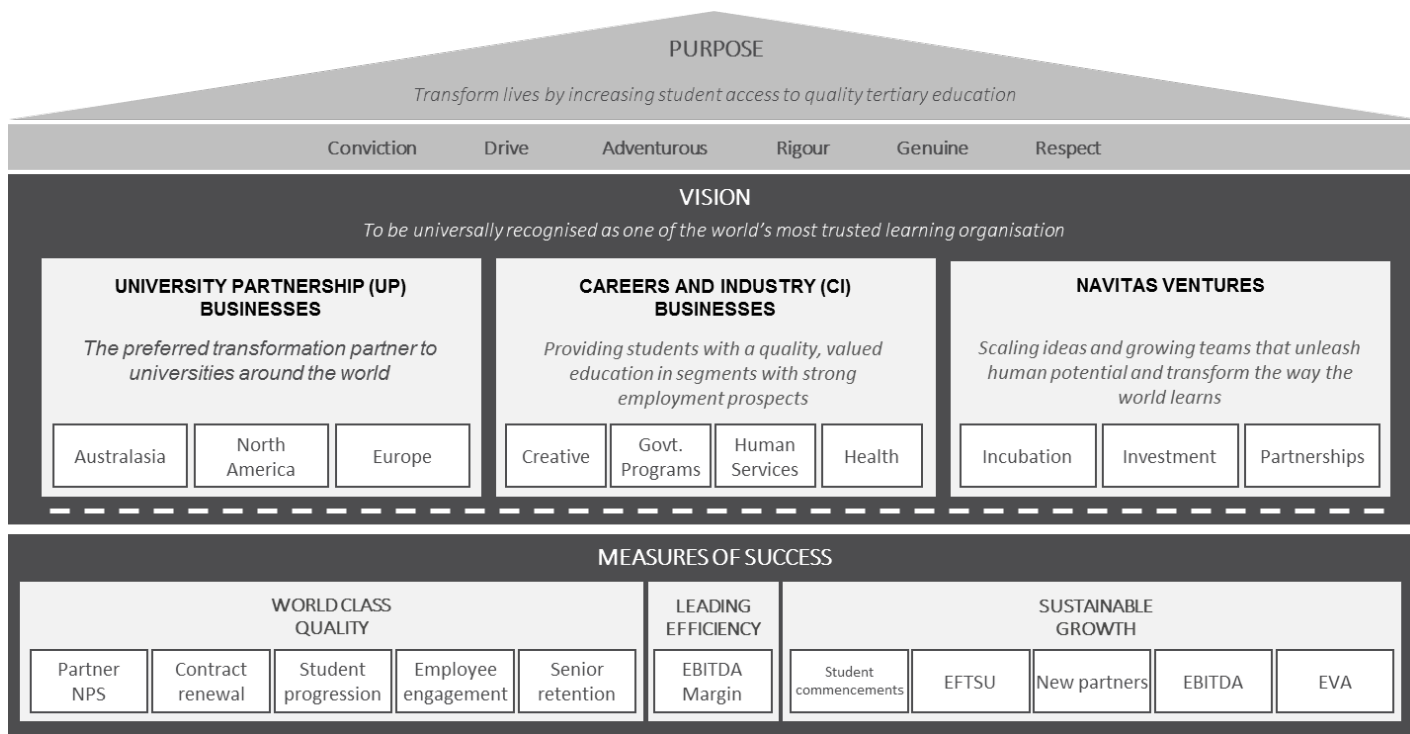 PURPOSE
Transform lives by increasing student access to quality tertiary education
Conviction Drive Adventurous Rigour Genuine Respect
VISION
To be universally recognised as one of the world's most trusted learning organisation
UNIVERSITY PARTNERSHIP (UP)
BUSINESSES
The preferred transformation partner to
universities around the world
Australasia
North
America
Europe
CAREERS AND INDUSTRY (CI)
BUSINESSES
Providing students with a quality, valued
education in segments with strong
employment prospects
Creative
Govt.
Programs
Human
Services
Health
NAVITAS VENTURES
Scaling ideas and growing teams that unleash
human potential and transform the way the
world learns
Incubation
Investment
Partnerships
MEASURES OF SUCCESS
WORLD CLASS
QUALITY
Partner
NPS
Contract
renewal
Student
progression
Employee
engagement
Senior
retention
LEADING
EFFICIENCY
EBITDA
Margin
SUSTAINABLE
GROWTH
Student
commencements
EFTSU
New partners
EBITDA
EVA